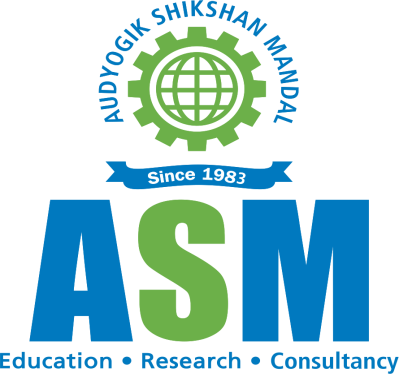 AUDYOGIK SHIKSHAN MANDAL
Since 1983
ASM
Education • Research • Consultancy